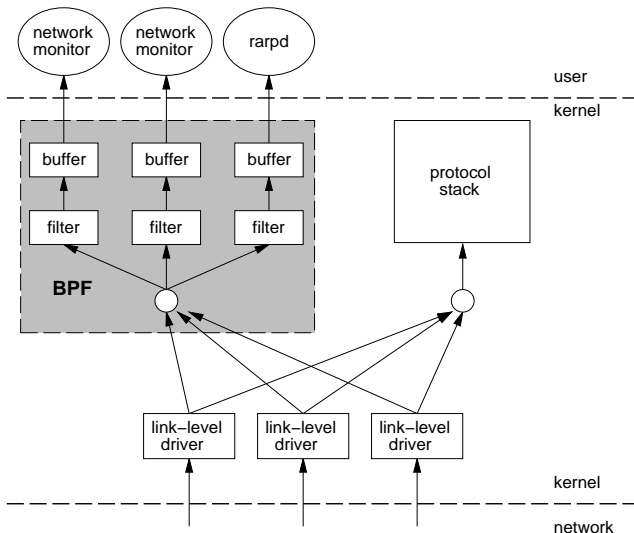 network
monitor
network
monitor
rarpd
user
kernel
buffer
buffer
buffer
protocol
stack
filter
filter
filter
BPF
link-level
driver
link-level
driver
link-level
driver
kernel
network